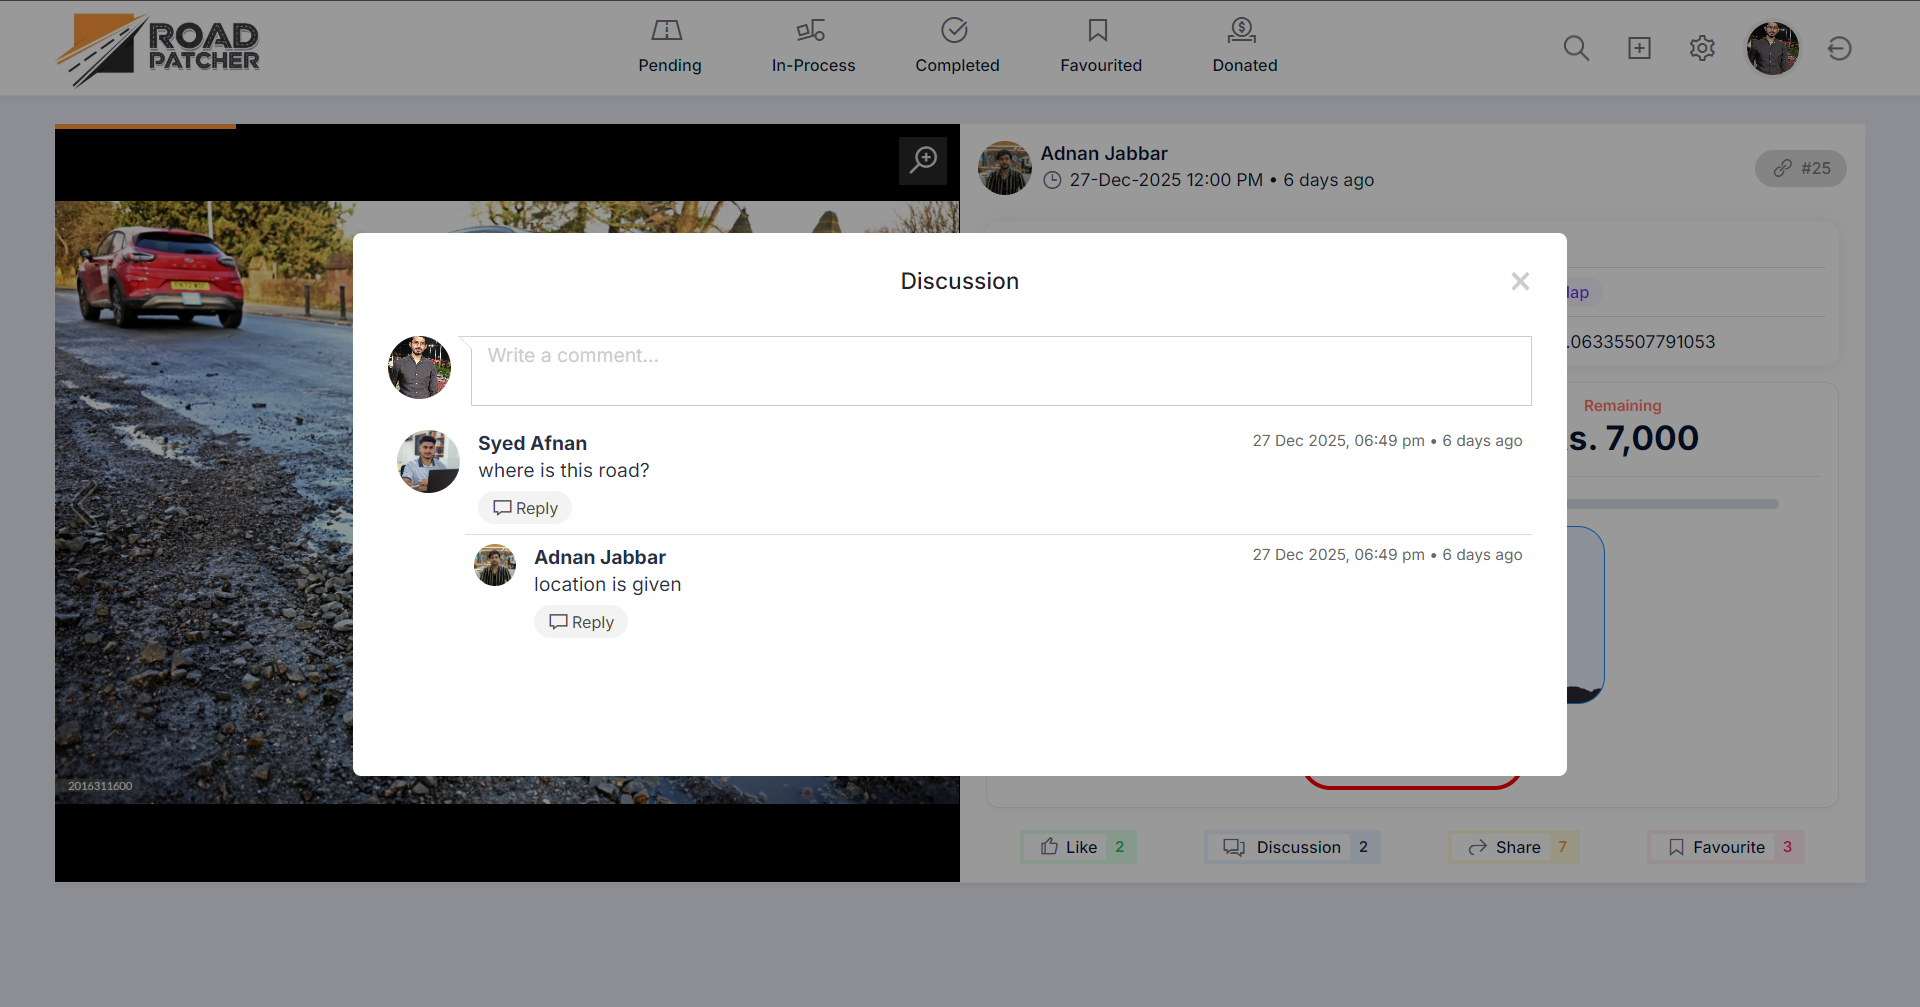 ROAD
PATCHER
Pending
In-Process
Completed
Favourited
Donated
Adnan Jabbar
27-Dec-2025 12:00 PM • 6 days ago
#25
.06335507791053
Remaining
s. 7,000
Discussion
Write a comment...
Syed Afnan
27 Dec 2025, 06:49 pm • 6 days ago
where is this road?
Reply
Adnan Jabbar
27 Dec 2025, 06:49 pm • 6 days ago
location is given
Reply
2016311600
Like 2
Discussion 2
Share 7
Favourite 3